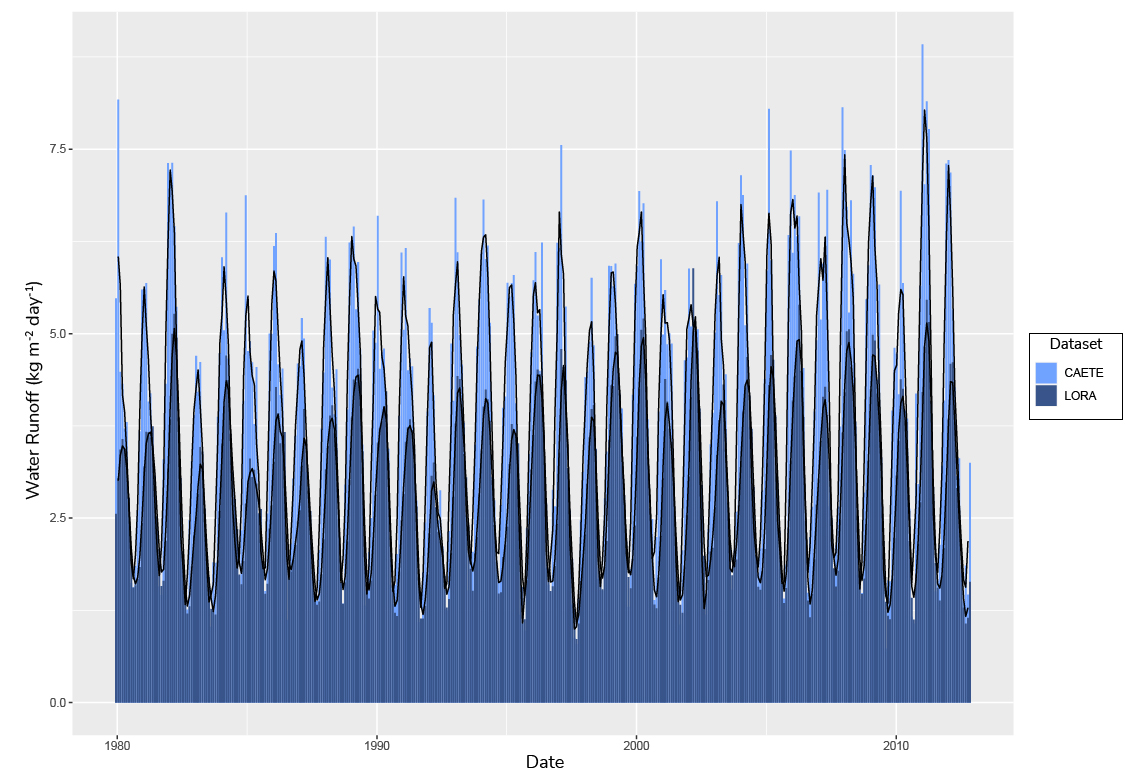 Water Runoff (kg m⁻² day⁻¹)
7.5
5.0
2.5
0.0
1980
1990
2000
2010
Date
Dataset
CAETE
LORA